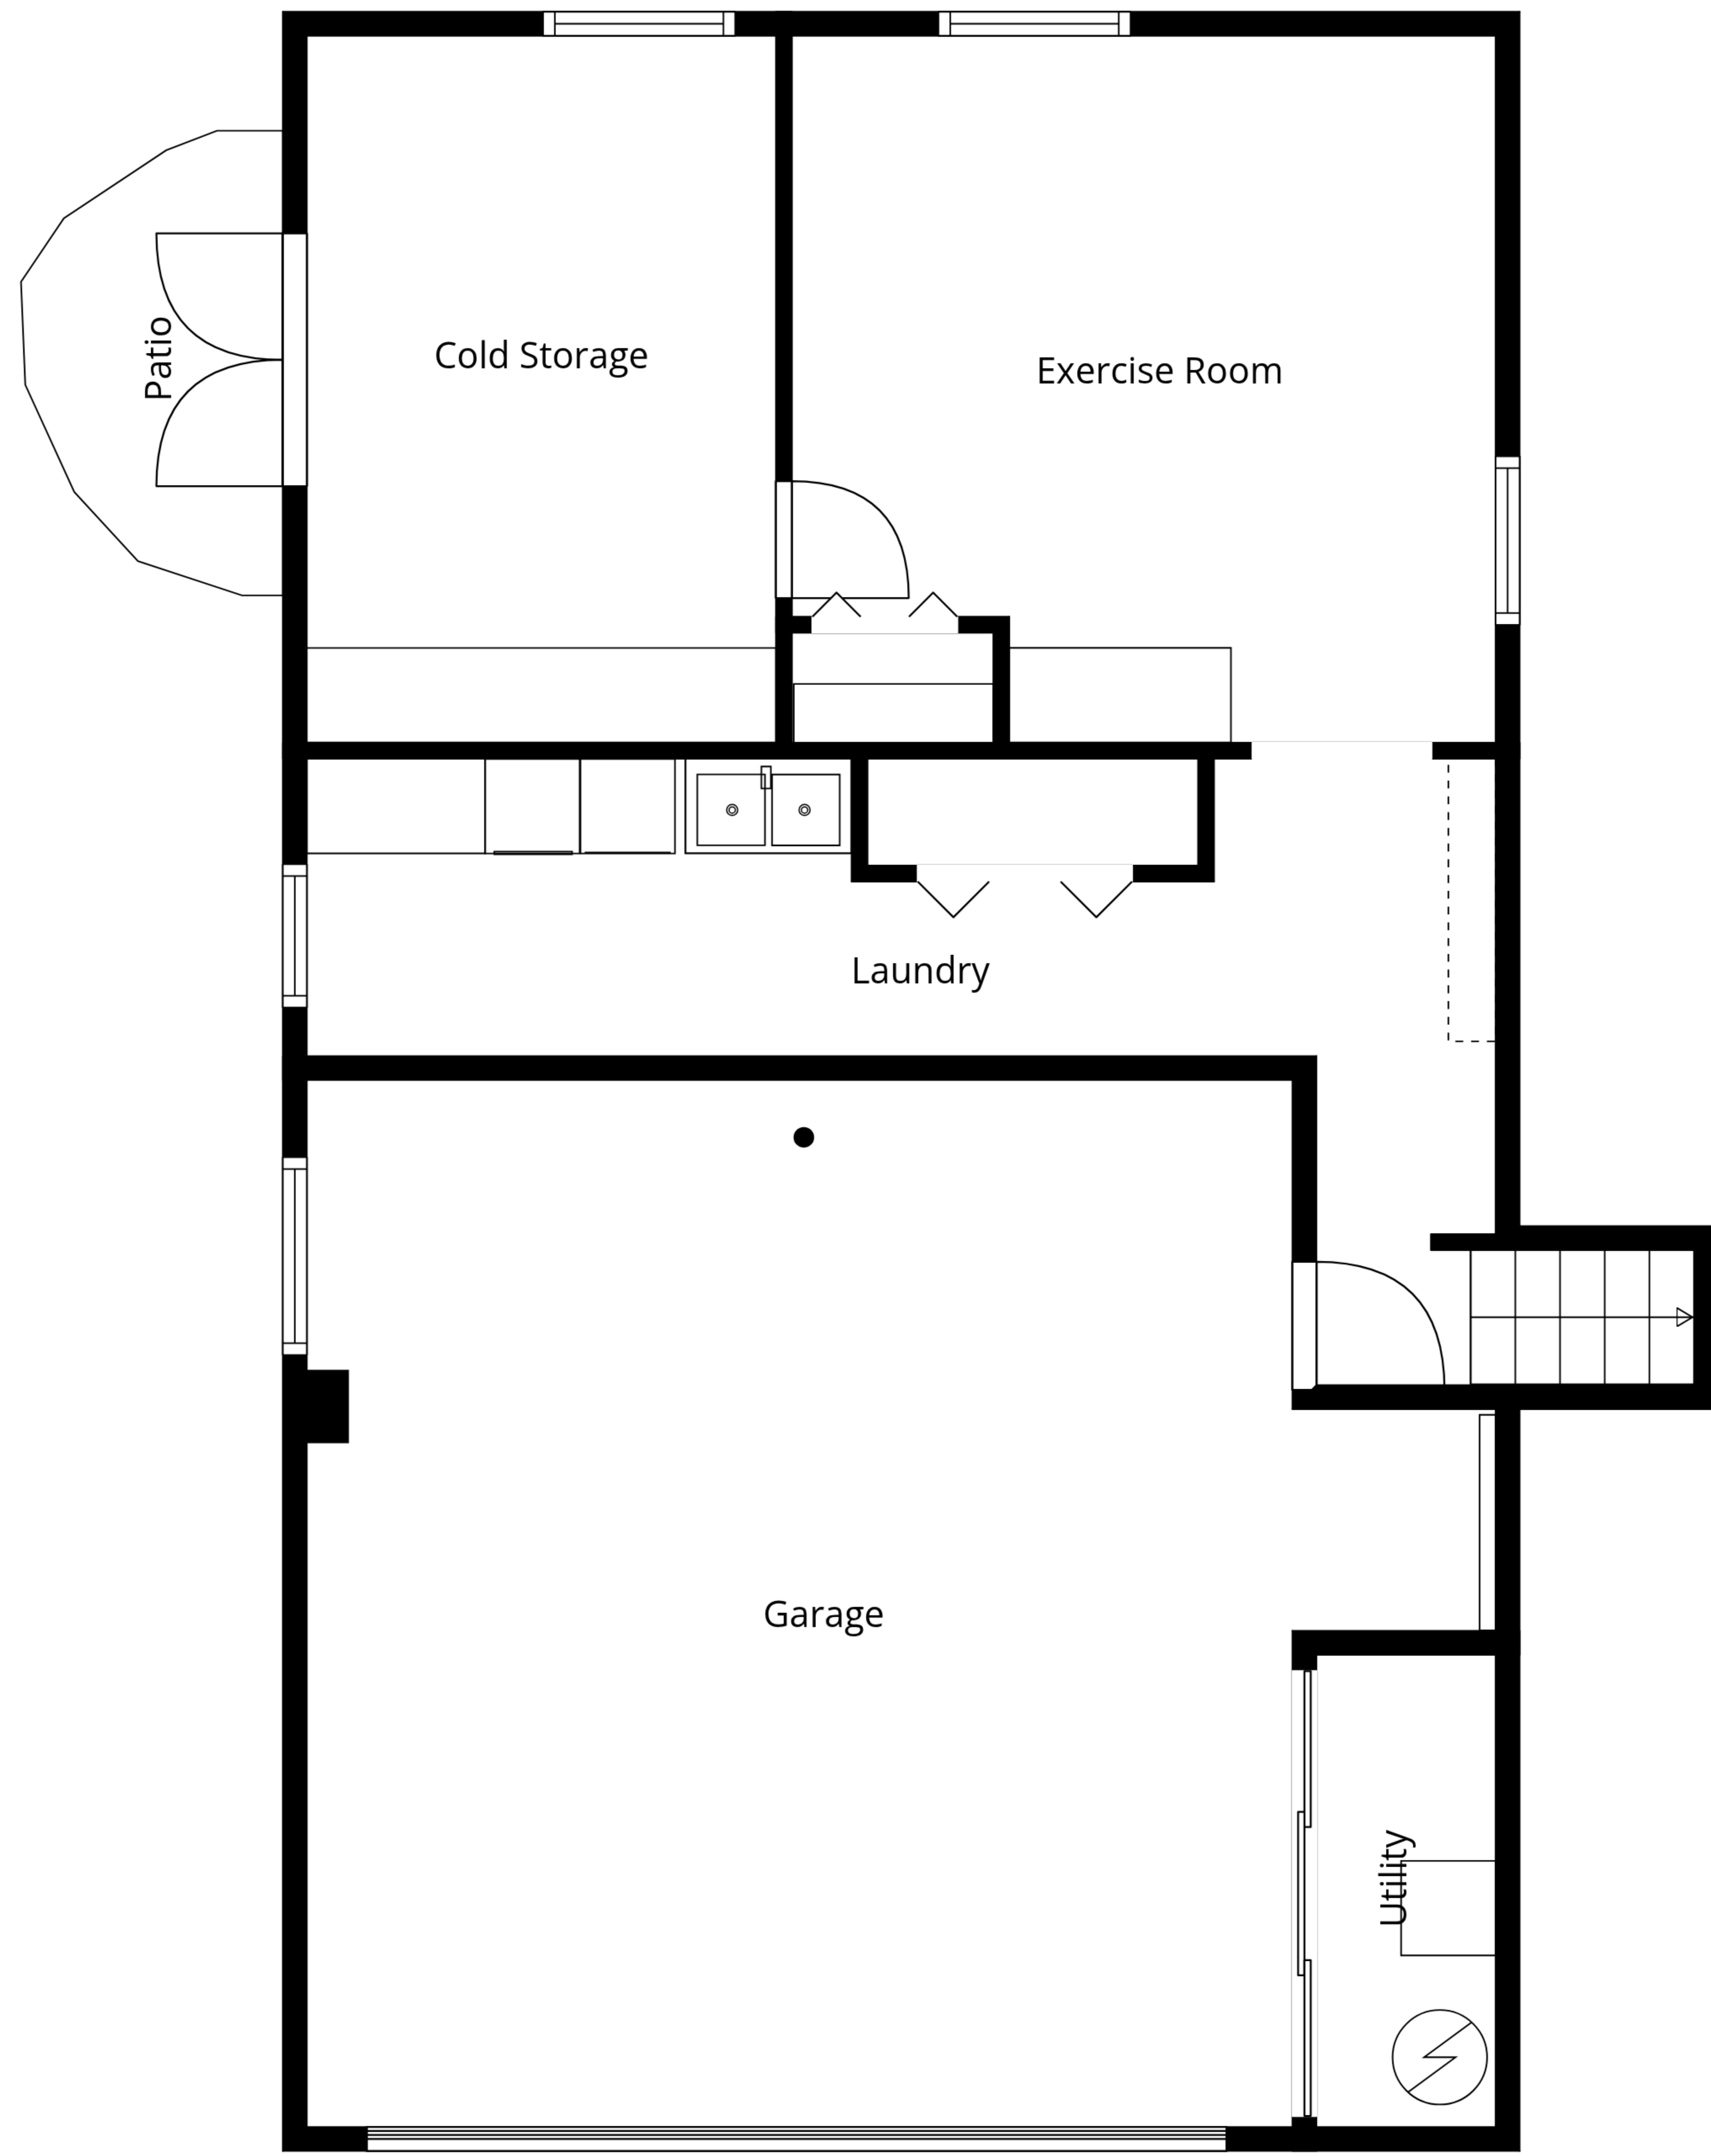 Patio
Cold Storage
Exercise Room
Laundry
Garage
Utility